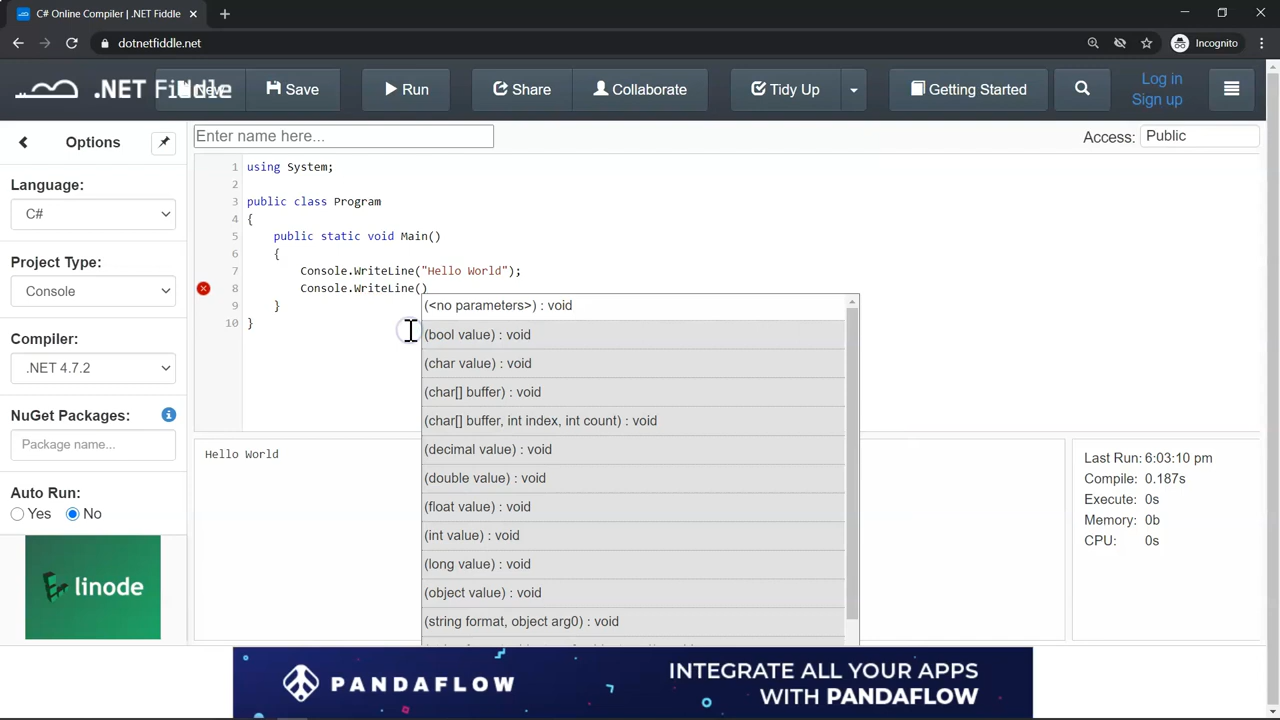 C# Online Compiler | .NET Fiddle
dotnetfiddle.net
Incognito
.NET Fiddle
New
Save
Run
Share
Collaborate
Tidy Up
Getting Started
Log in
Sign up
Options
Enter name here...
Access:
Public
Language:
C#
Project Type:
Console
Compiler:
.NET 4.7.2
NuGet Packages:
Package name...
Auto Run:
Yes
No
linode
1 using System;
2
3 public class Program
4 {
5 public static void Main()
6 {
7 Console.WriteLine("Hello World");
8 Console.WriteLine()
9 }
10 }
(<no parameters>) : void
(bool value) : void
(char value) : void
(char[] buffer) : void
(char[] buffer, int index, int count) : void
(decimal value) : void
(double value) : void
(float value) : void
(int value) : void
(long value) : void
(object value) : void
(string format, object arg0) : void
Hello World
Last Run: 6:03:10 pm
Compile: 0.187s
Execute: 0s
Memory: 0b
CPU: 0s
PANDAFLOW
INTEGRATE ALL YOUR APPS
WITH PANDAFLOW